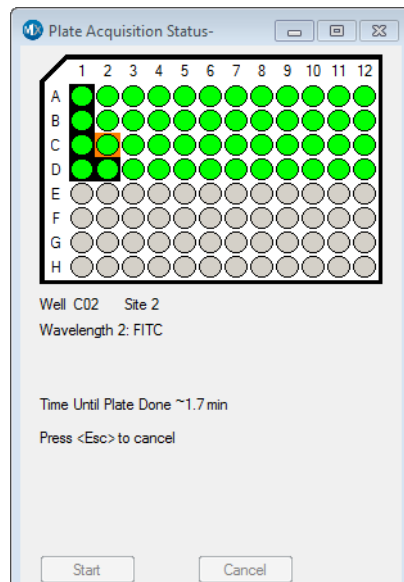 MX Plate Acquisition Status-
1 2 3 4 5 6 7 8 9 10 11 12
A
B
C
D
E
F
G
H
Well C02 Site 2
Wavelength 2: FITC
Time Until Plate Done ~1.7 min
Press <Esc> to cancel
Start Cancel